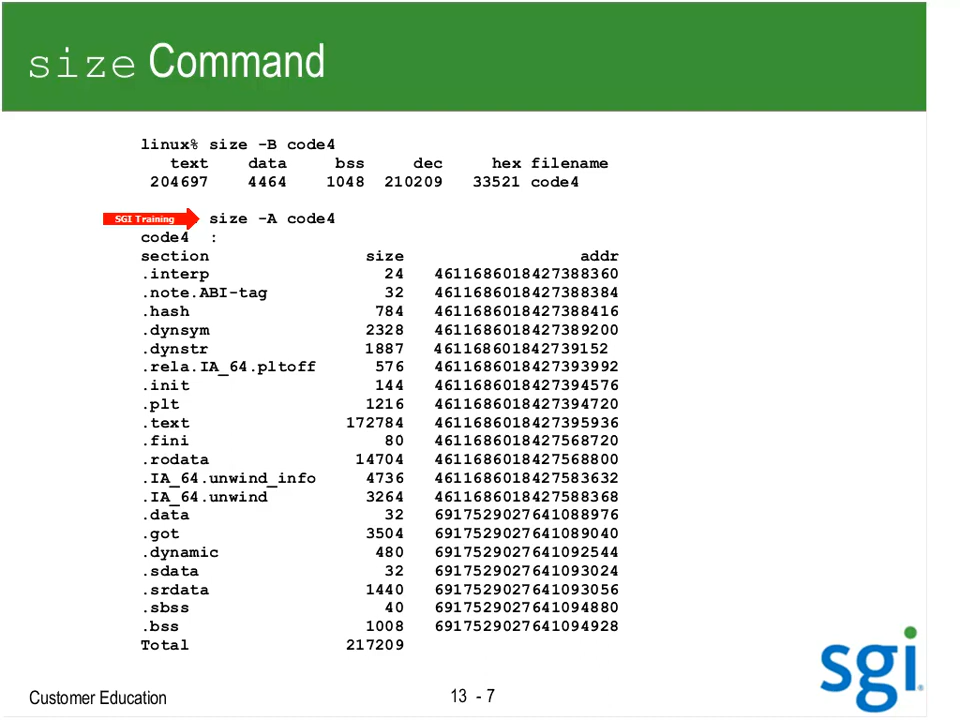 size Command
linux% size -B code4
text data bss dec hex filename
204697 4464 1048 210209 33521 code4
SGI Training size -A code4
code4 :
section size addr
.interp 24 4611686018427388360
.note.ABI-tag 32 4611686018427388384
.hash 784 4611686018427388416
.dynsym 2328 4611686018427389200
.dynstr 1887 461168601842739152
.rela.IA_64.pltoff 576 4611686018427393992
.init 144 4611686018427394576
.plt 1216 4611686018427394720
.text 172784 4611686018427395936
.fini 80 4611686018427568720
.rodata 14704 4611686018427568800
.IA_64.unwind_info 4736 4611686018427583632
.IA_64.unwind 3264 4611686018427588368
.data 32 6917529027641088976
.got 3504 6917529027641089040
.dynamic 480 6917529027641092544
.sdata 32 6917529027641093024
.srdata 1440 6917529027641093056
.sbss 40 6917529027641094880
.bss 1008 6917529027641094928
Total 217209
sgi
Customer Education 13 - 7